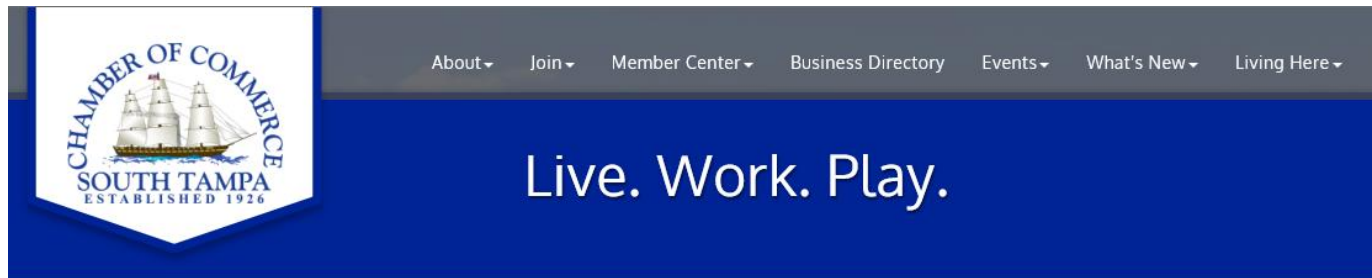 CHAMBER OF COMMERCE
SOUTH TAMPA
ESTABLISHED 1926
About Join Member Center Business Directory Events What's New Living Here
Live. Work. Play.